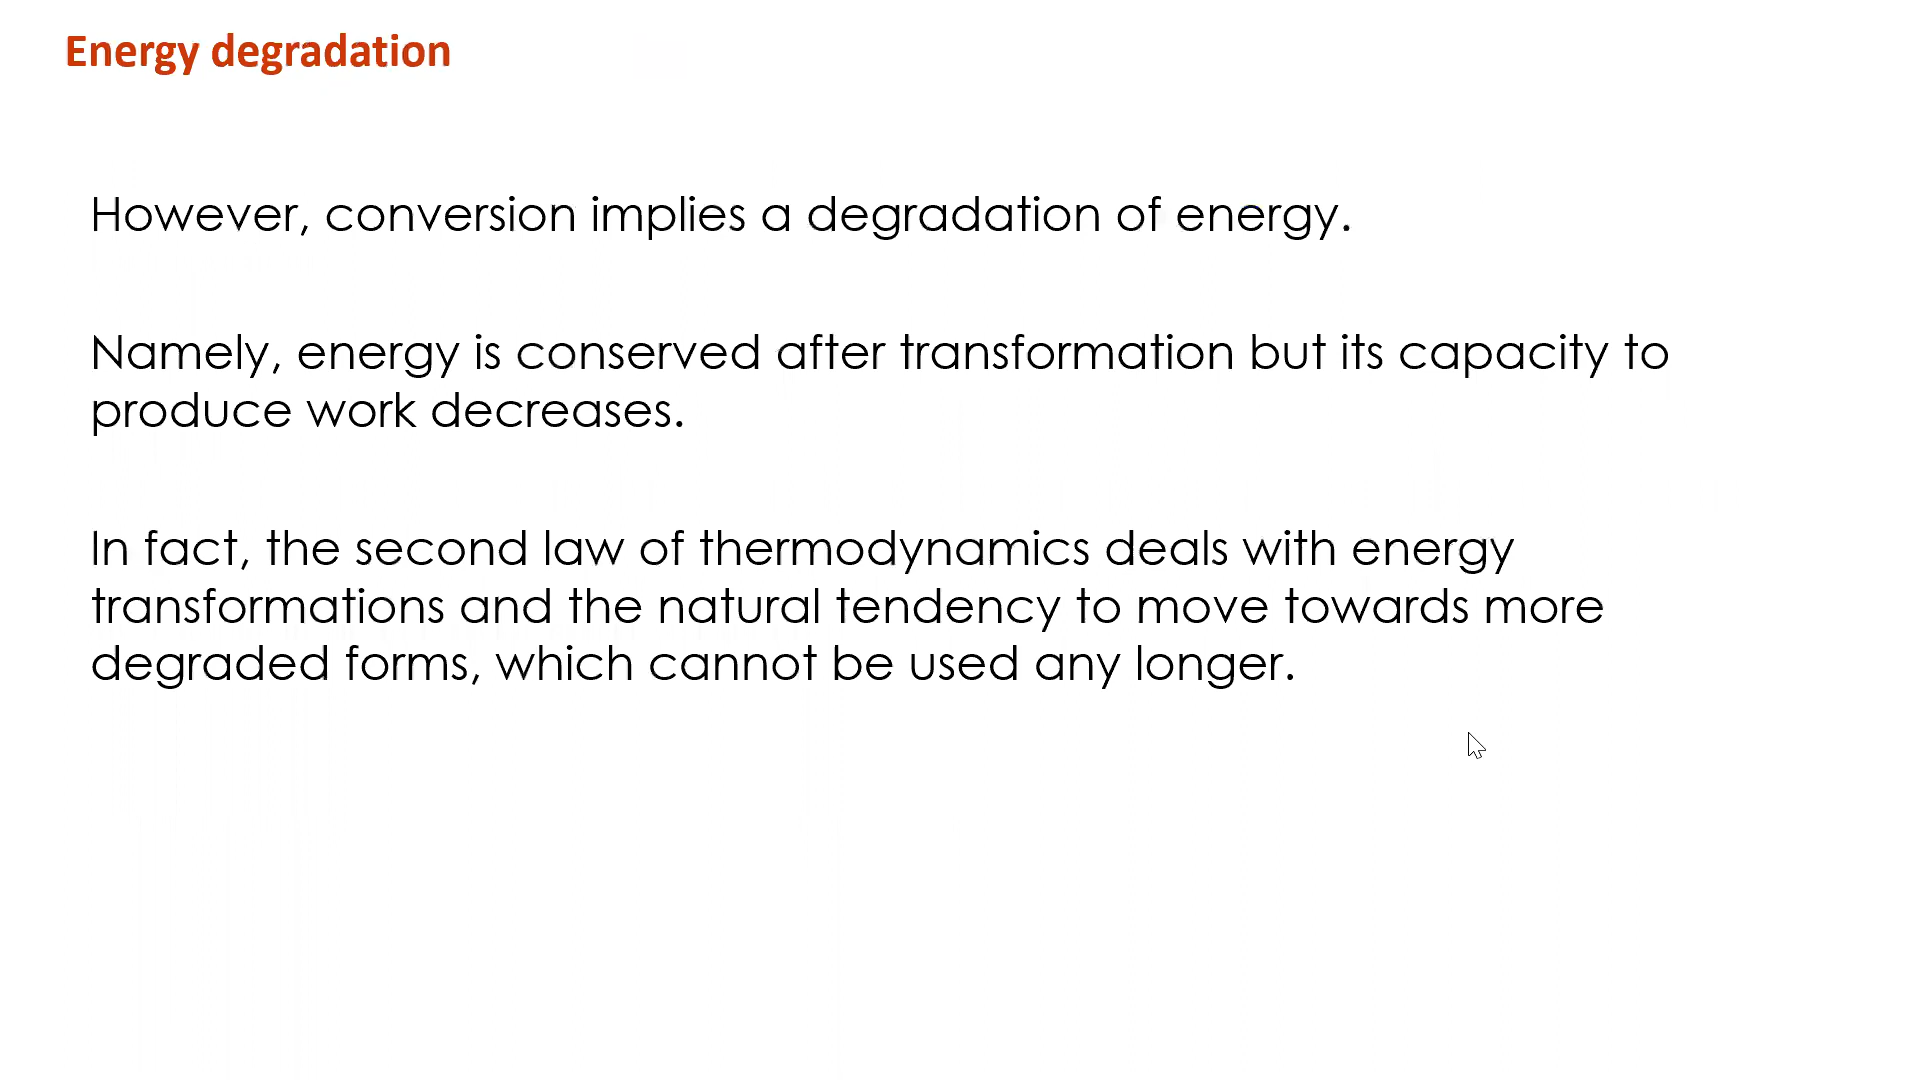 Energy degradation
However, conversion implies a degradation of energy.
Namely, energy is conserved after transformation but its capacity to
produce work decreases.
In fact, the second law of thermodynamics deals with energy
transformations and the natural tendency to move towards more
degraded forms, which cannot be used any longer.